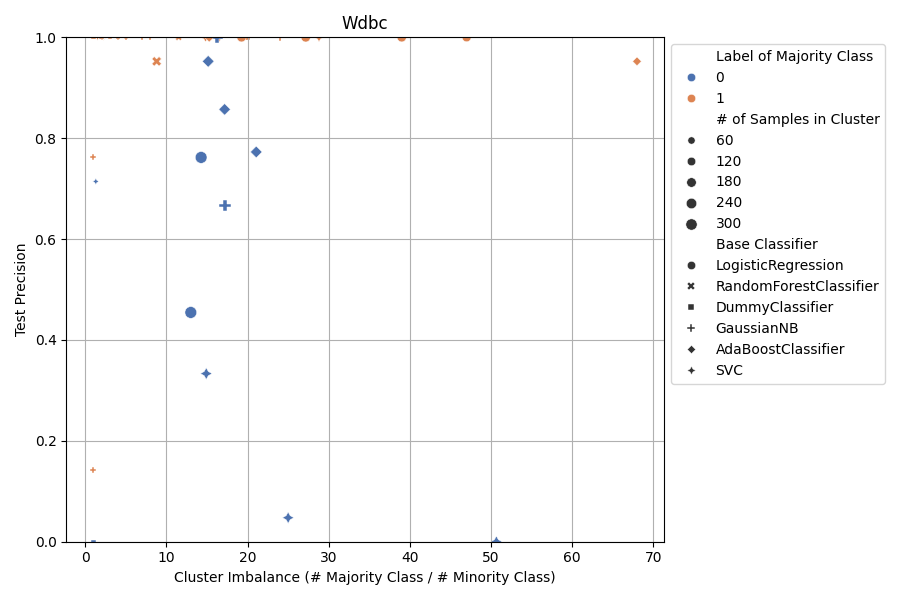 Wdbc
1.0
0.8
0.6
0.4
0.2
0.0
Test Precision
0
10
20
30
40
50
60
70
Cluster Imbalance (# Majority Class / # Minority Class)
Label of Majority Class
0
1
# of Samples in Cluster
60
120
180
240
300
Base Classifier
LogisticRegression
RandomForestClassifier
DummyClassifier
GaussianNB
AdaBoostClassifier
SVC